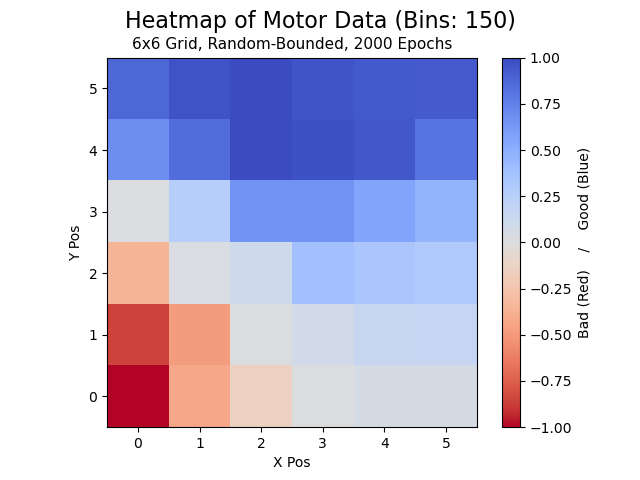 Heatmap of Motor Data (Bins: 150)
6x6 Grid, Random-Bounded, 2000 Epochs
Y Pos
5
4
3
2
1
0
0 1 2 3 4 5
X Pos
1.00
0.75
0.50
0.25
0.00
−0.25
−0.50
−0.75
−1.00
Bad (Red) / Good (Blue)